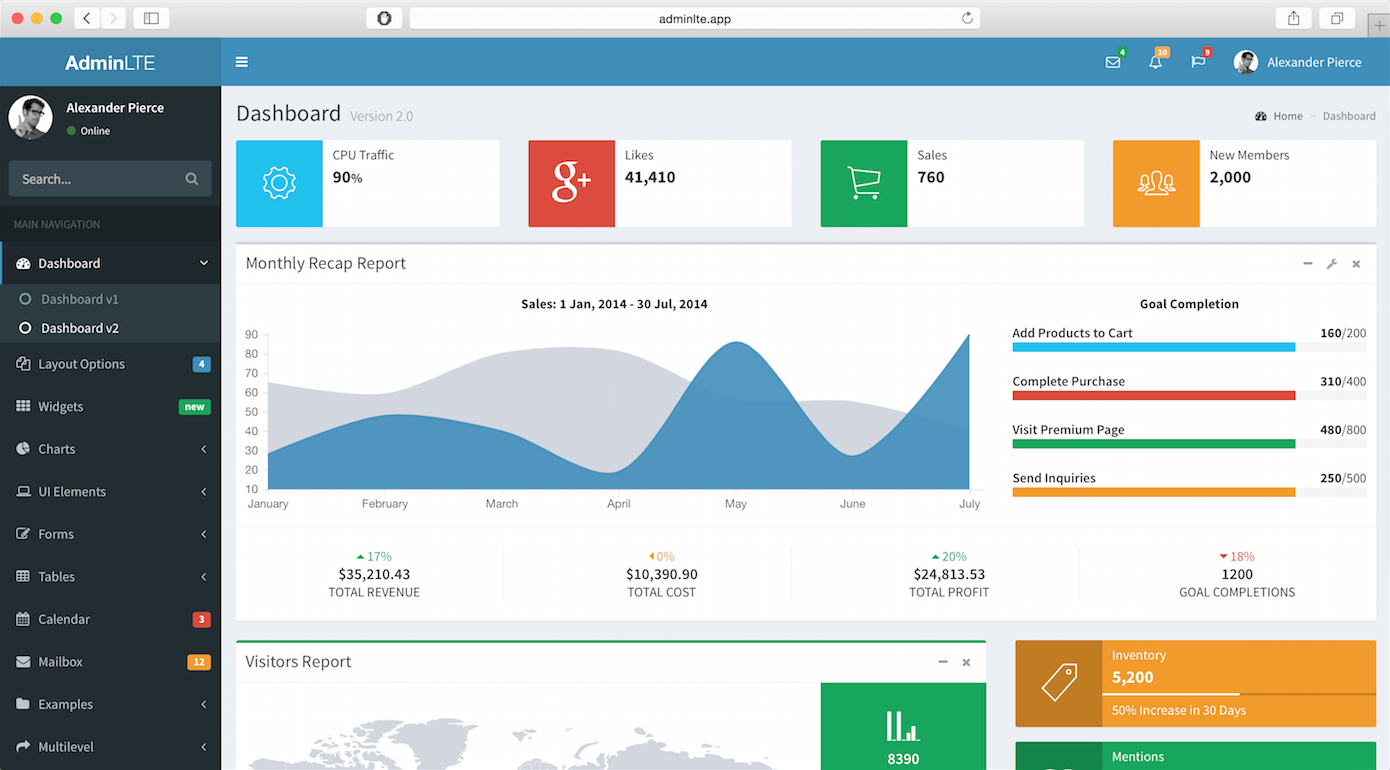 adminlte.app
AdminLTE
4
10
9
Alexander Pierce
Alexander Pierce
Online
Search...
MAIN NAVIGATION
Dashboard
Dashboard v1
Dashboard v2
Layout Options 4
Widgets new
Charts
UI Elements
Forms
Tables
Calendar 3
Mailbox 12
Examples
Multilevel
Dashboard Version 2.0
Home > Dashboard
CPU Traffic
90%
g+
Likes
41,410
Sales
760
New Members
2,000
Monthly Recap Report
Sales: 1 Jan, 2014 - 30 Jul, 2014
90
80
70
60
50
40
30
20
10
January February March April May June July
Goal Completion
Add Products to Cart 160/200
Complete Purchase 310/400
Visit Premium Page 480/800
Send Inquiries 250/500
17%
$35,210.43
TOTAL REVENUE
0%
$10,390.90
TOTAL COST
20%
$24,813.53
TOTAL PROFIT
18%
1200
GOAL COMPLETIONS
Visitors Report
8390
Inventory
5,200
50% Increase in 30 Days
Mentions